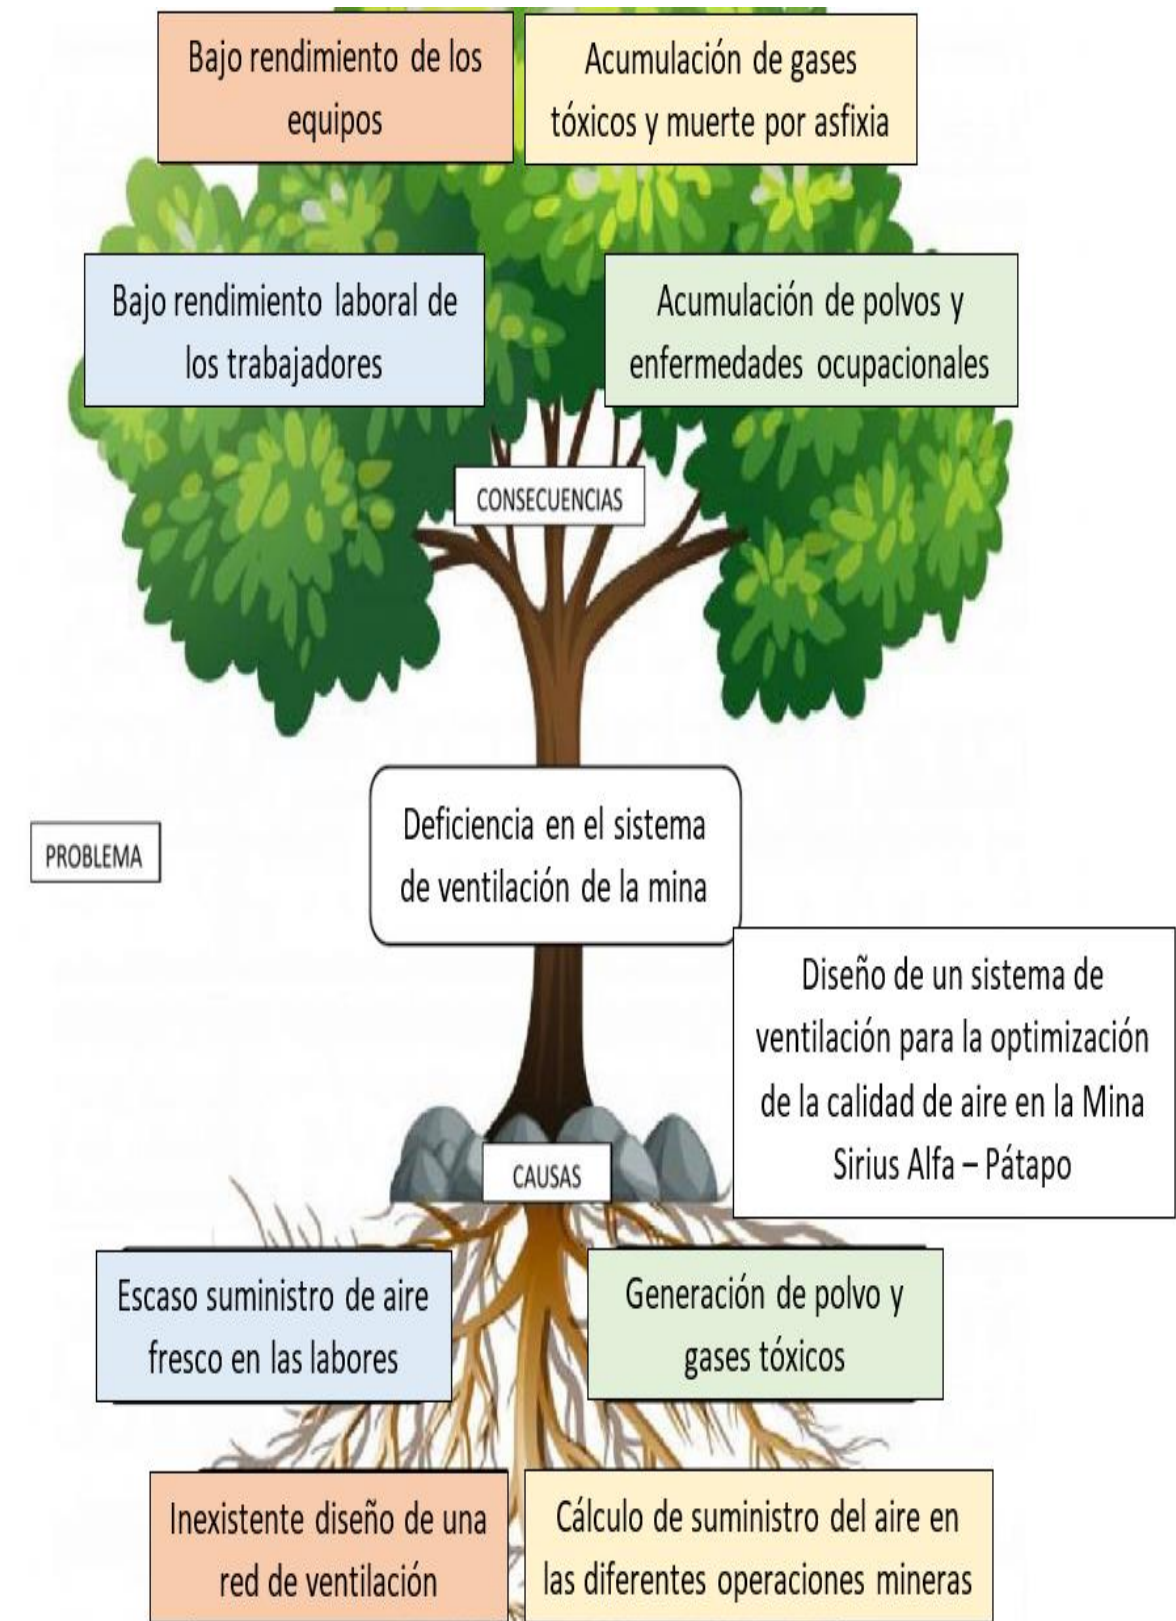 Bajo rendimiento de los
equipos
Acumulación de gases
tóxicos y muerte por asfixia
Bajo rendimiento laboral de
los trabajadores
Acumulación de polvos y
enfermedades ocupacionales
CONSECUENCIAS
PROBLEMA
Deficiencia en el sistema
de ventilación de la mina
Diseño de un sistema de
ventilación para la optimización
de la calidad de aire en la Mina
Sirius Alfa – Pátapo
CAUSAS
Escaso suministro de aire
fresco en las labores
Generación de polvo y
gases tóxicos
Inexistente diseño de una
red de ventilación
Cálculo de suministro del aire en
las diferentes operaciones mineras